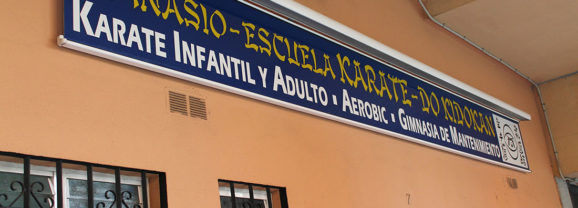 GIMNASIO-ESCUELA KARATE-DO KIDOKAN
KARATE INFANTIL Y ADULTO ▪ AEROBIC ▪ GIMNASIA DE MANTENIMIENTO